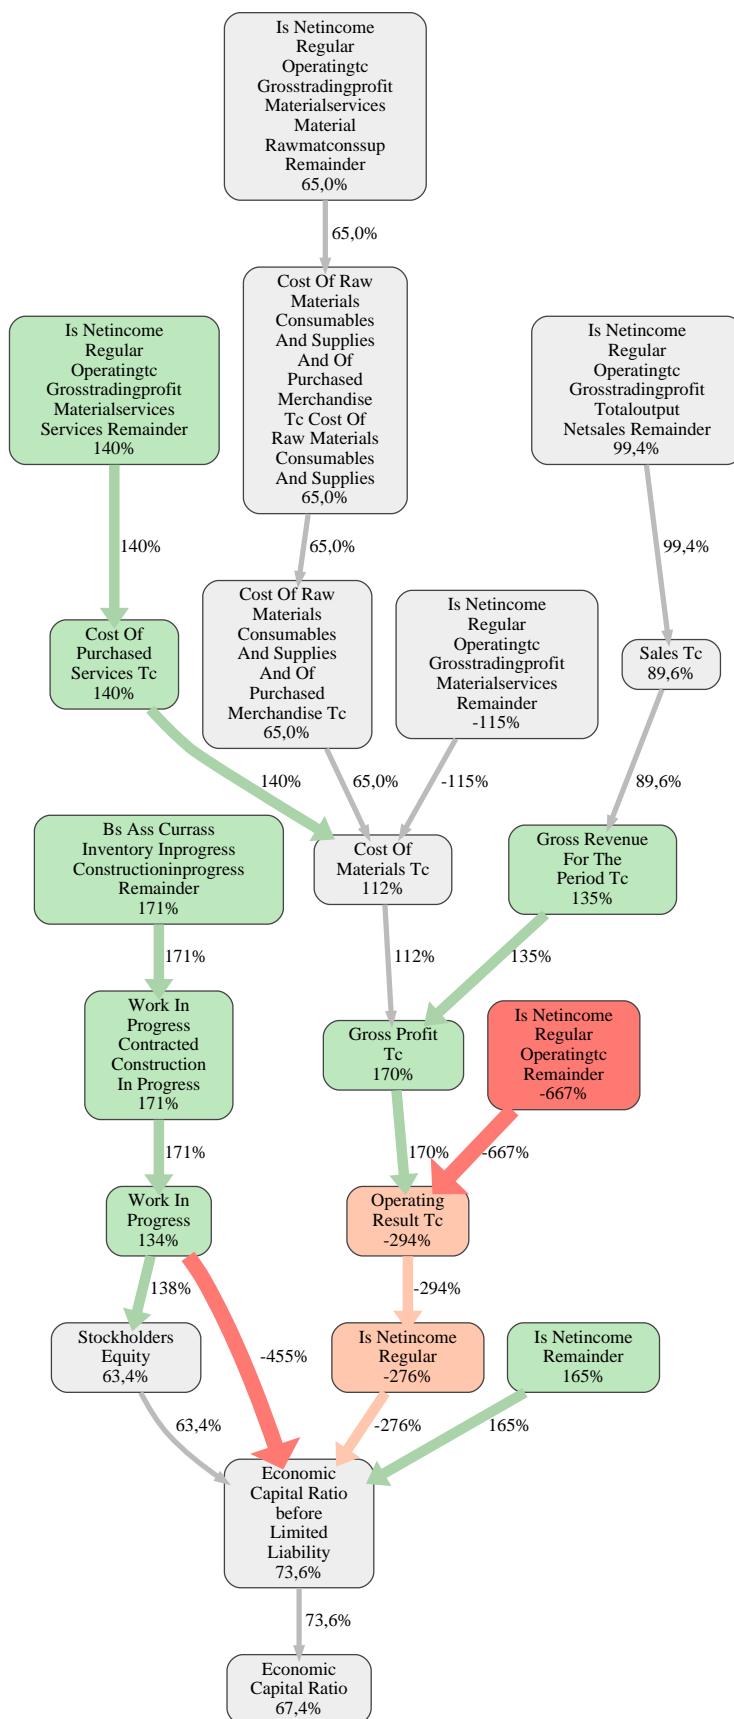 Is Netincome
Regular
Operatingtc
Grosstradingprofit
Materialservices
Material
Rawmatconssup
Remainder
65,0%
65,0%
Cost Of Raw
Materials
Consumables
And Supplies
And Of
Purchased
Merchandise
Tc Cost Of
Raw Materials
Consumables
And Supplies
65,0%
Is Netincome
Regular
Operatingtc
Grosstradingprofit
Materialservices
Services Remainder
140%
Is Netincome
Regular
Operatingtc
Grosstradingprofit
Totaloutput
Netsales Remainder
99,4%
140%
65,0%
99,4%
Cost Of
Purchased
Services Tc
140%
Cost Of Raw
Materials
Consumables
And Supplies
And Of
Purchased
Merchandise Tc
65,0%
Is Netincome
Regular
Operatingtc
Grosstradingprofit
Materialservices
Remainder
-115%
Sales Tc
89,6%
140%
65,0%
-115%
89,6%
Bs Ass Currass
Inventory Inprogress
Constructioninprogress
Remainder
171%
Cost Of
Materials Tc
112%
Gross Revenue
For The
Period Tc
135%
171%
112%
135%
Work In
Progress
Contracted
Construction
In Progress
171%
Gross Profit
Tc
170%
Is Netincome
Regular
Operatingtc
Remainder
-667%
171%
170%
-667%
Work In
Progress
134%
Operating
Result Tc
-294%
138%
-455%
-294%
Stockholders
Equity
63,4%
Is Netincome
Regular
-276%
Is Netincome
Remainder
165%
63,4%
-276%
165%
Economic
Capital Ratio
before
Limited
Liability
73,6%
73,6%
Economic
Capital Ratio
67,4%